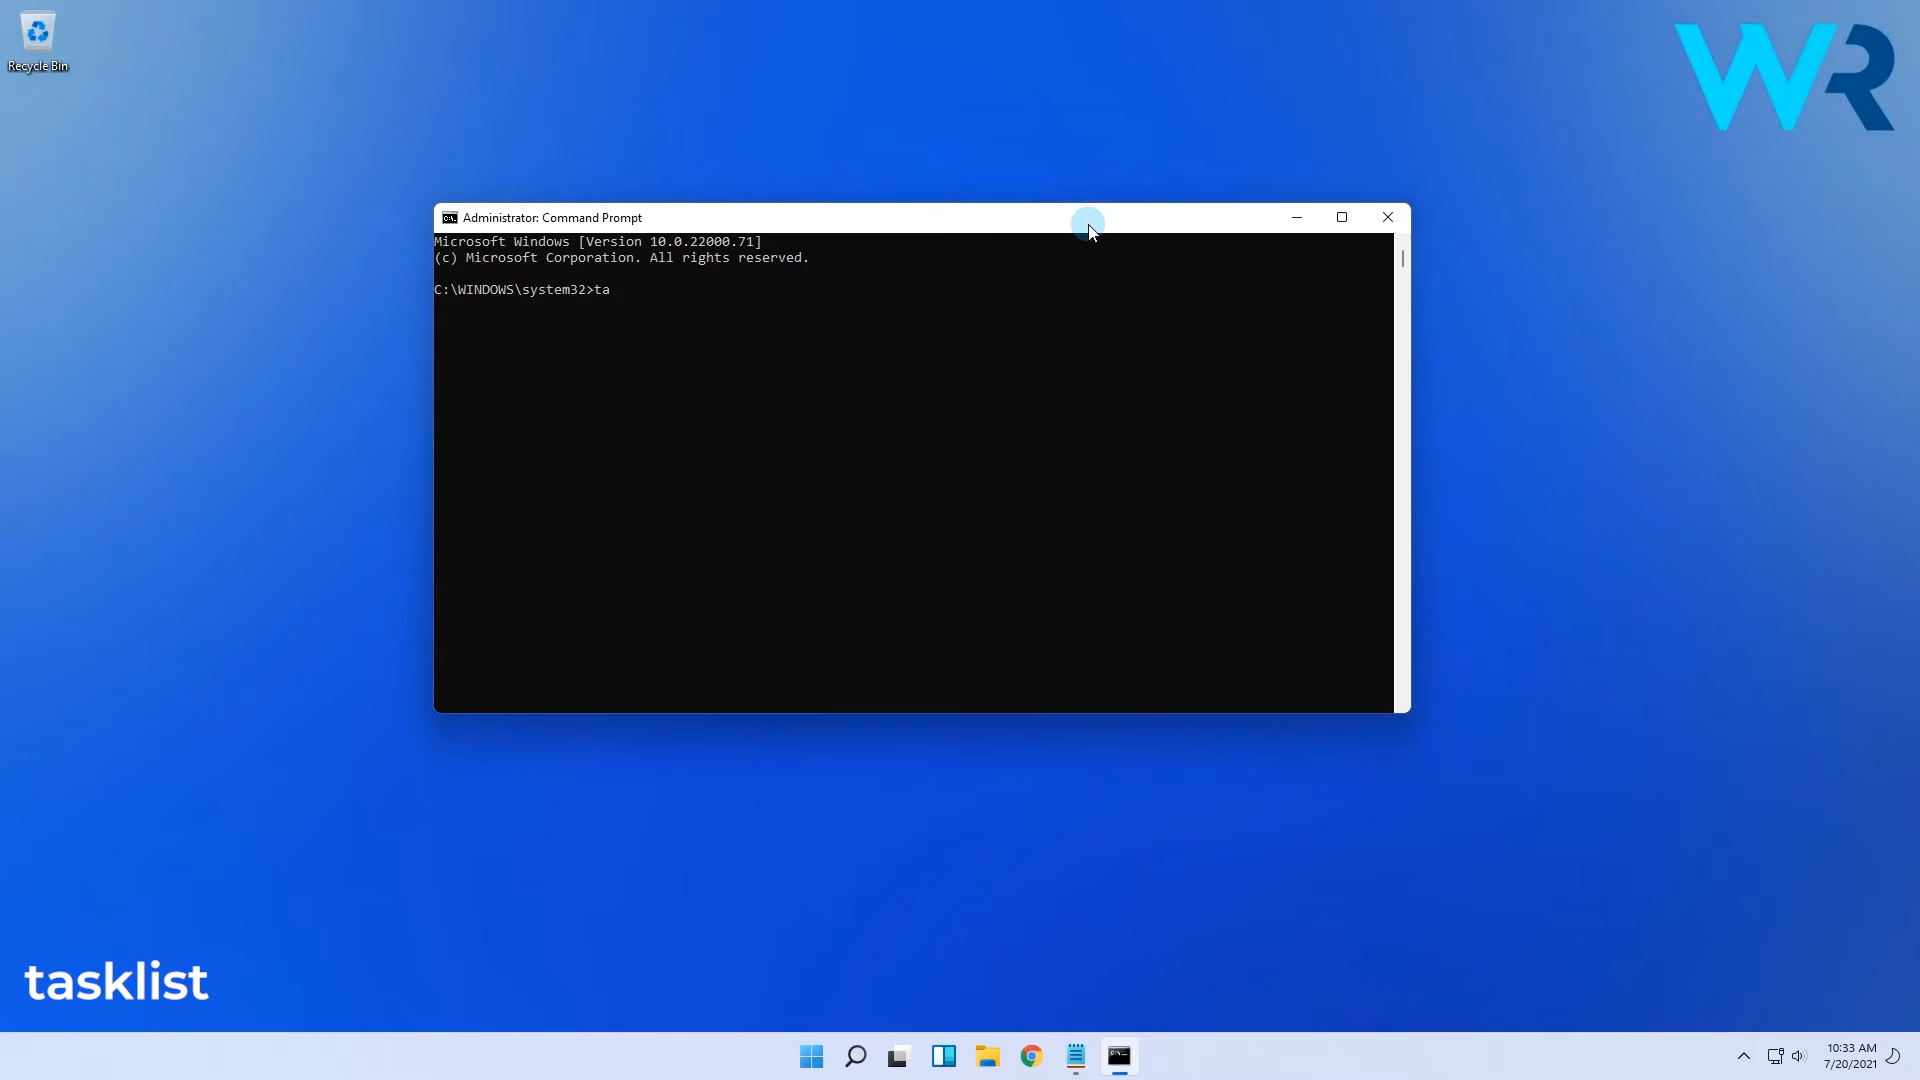 Recycle Bin
WR
Administrator: Command Prompt
Microsoft Windows [Version 10.0.22000.71]
(c) Microsoft Corporation. All rights reserved.
C:\WINDOWS\system32>ta
tasklist
10:33 AM
7/20/2021